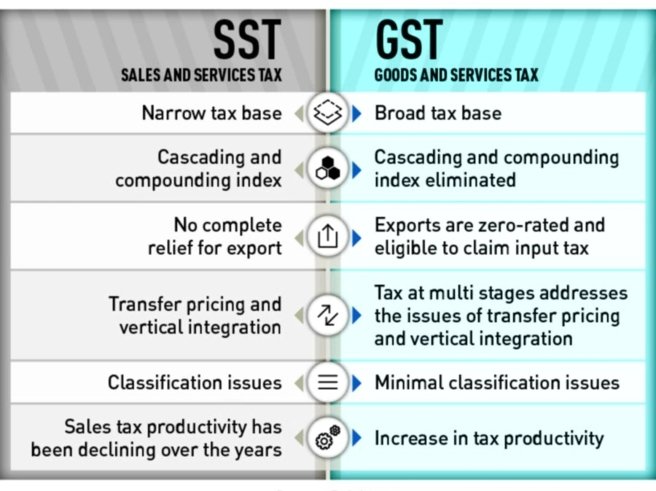 SST
SALES AND SERVICES TAX
GST
GOODS AND SERVICES TAX
Narrow tax base
Broad tax base
Cascading and
compounding index
Cascading and compounding
index eliminated
No complete
relief for export
Exports are zero-rated and
eligible to claim input tax
Transfer pricing and
vertical integration
Tax at multi stages addresses
the issues of transfer pricing
and vertical integration
Classification issues
Minimal classification issues
Sales tax productivity has
been declining over the years
Increase in tax productivity